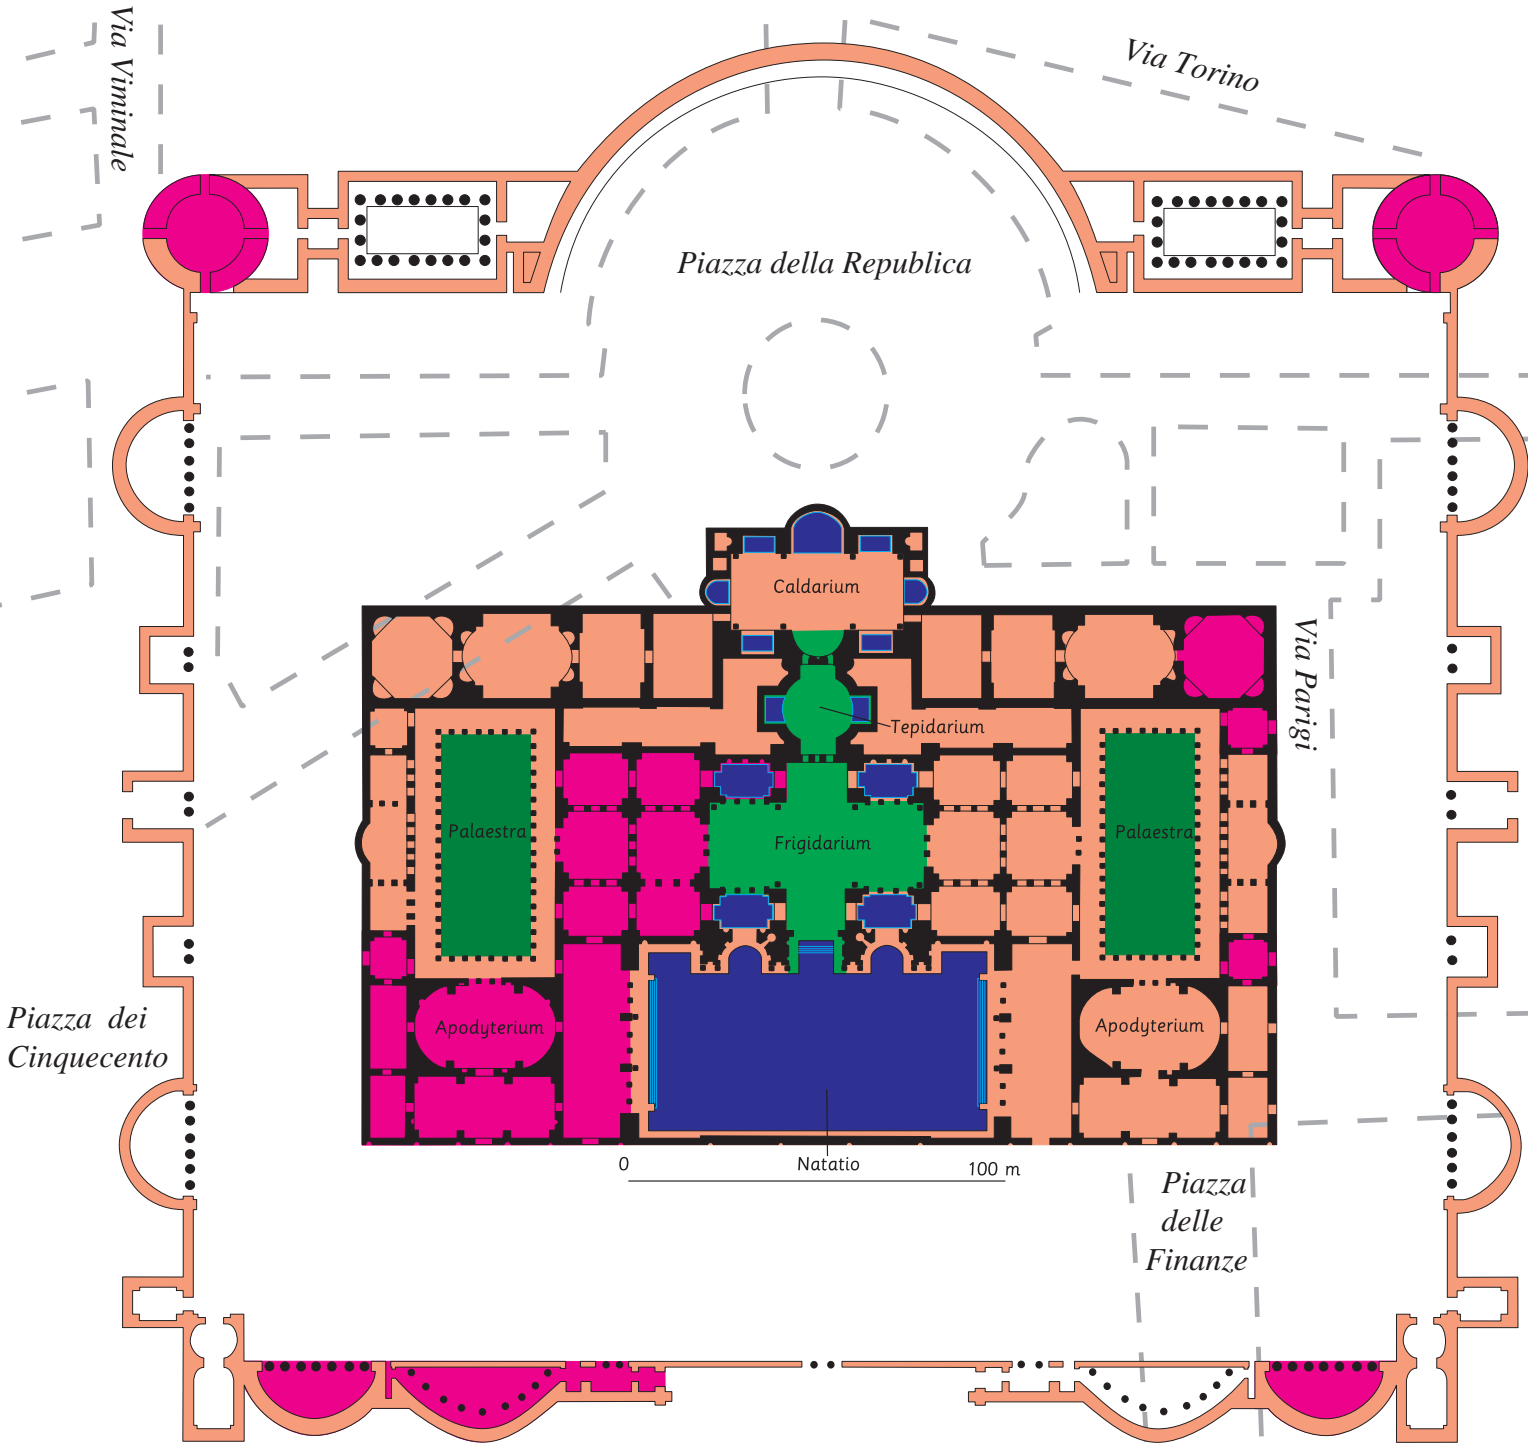 Via Viminale
Via Torino
Piazza della Republica
Caldarium
Via Parigi
Tepidarium
Palaestra
Frigidarium
Palaestra
Apodyterium
Apodyterium
Piazza dei
Cinquecento
0
Natatio
100 m
Piazza
delle
Finanze